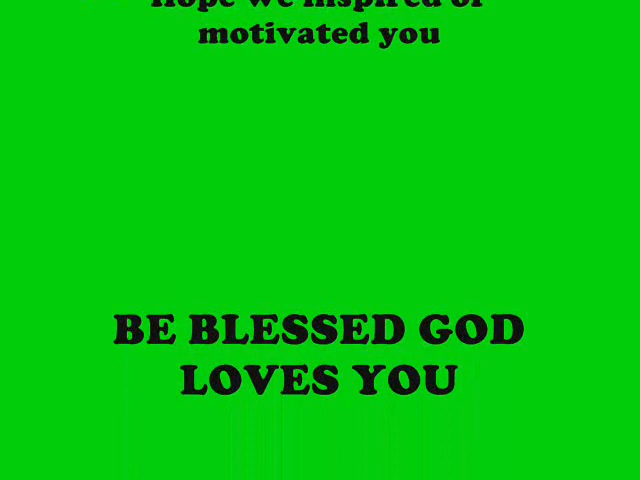 Hope we inspired or
motivated you
BE BLESSED GOD
LOVES YOU